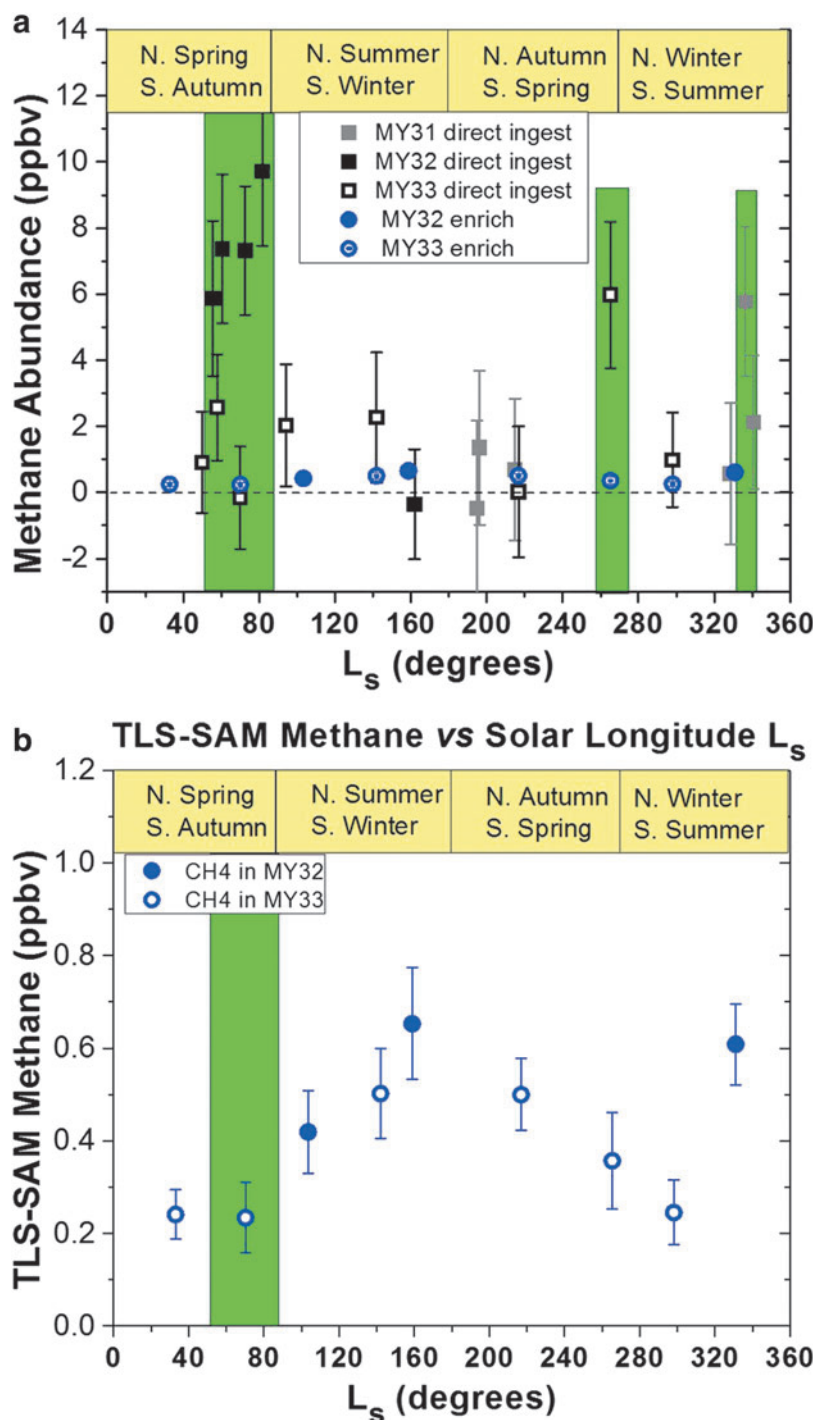 a
N. Spring
S. Autumn
N. Summer
S. Winter
N. Autumn
S. Spring
N. Winter
S. Summer
MY31 direct ingest
MY32 direct ingest
MY33 direct ingest
MY32 enrich
MY33 enrich
Methane Abundance (ppbv)
14
12
10
8
6
4
2
0
-2
0 40 80 120 160 200 240 280 320 360
Ls (degrees)
b
TLS-SAM Methane vs Solar Longitude Ls
N. Spring
S. Autumn
N. Summer
S. Winter
N. Autumn
S. Spring
N. Winter
S. Summer
CH4 in MY32
CH4 in MY33
TLS-SAM Methane (ppbv)
1.2
1.0
0.8
0.6
0.4
0.2
0.0
0 40 80 120 160 200 240 280 320 360
Ls (degrees)